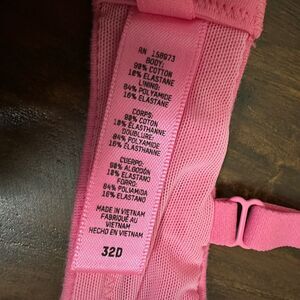 RN 158073
BODY:
90% COTTON
10% ELASTANE
LINING:
84% POLYAMIDE
16% ELASTANE
CORPS:
90% COTON
10% ÉLASTHANNE
DOUBLURE:
84% POLYAMIDE
16% ÉLASTHANNE
CUERPO:
90% ALGODÓN
10% ELASTANO
FORRO:
84% POLIAMIDA
16% ELASTANO
MADE IN VIETNAM
FABRIQUÉ AU
VIETNAM
HECHO EN VIETNAM
32D